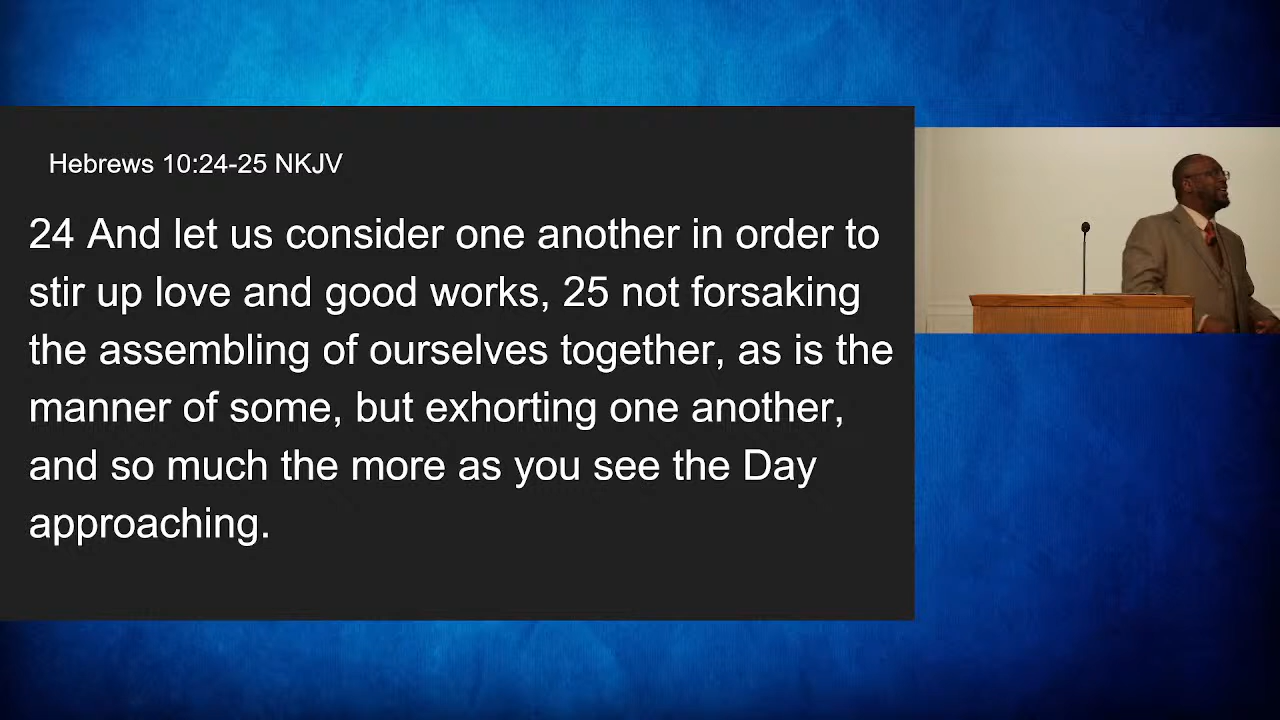 Hebrews 10:24-25 NKJV
24 And let us consider one another in order to
stir up love and good works, 25 not forsaking
the assembling of ourselves together, as is the
manner of some, but exhorting one another,
and so much the more as you see the Day
approaching.